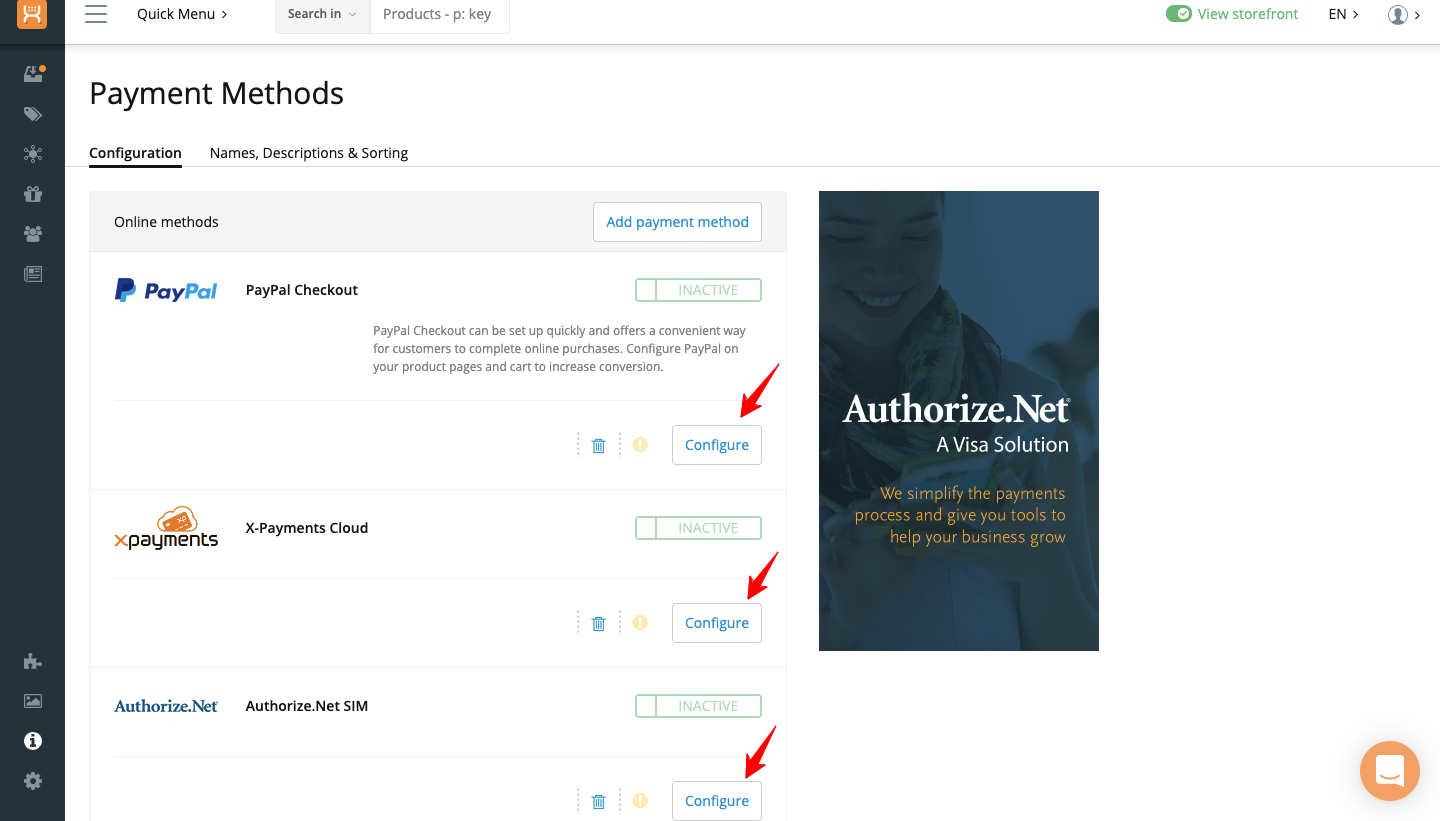 Quick Menu
Search in
Products - p: key
View storefront
EN
Payment Methods
Configuration
Names, Descriptions & Sorting
Online methods
Add payment method
PayPal
PayPal Checkout
INACTIVE
PayPal Checkout can be set up quickly and offers a convenient way
for customers to complete online purchases. Configure PayPal on
your product pages and cart to increase conversion.
Configure
xp
xpayments
X-Payments Cloud
INACTIVE
Configure
Authorize.Net
Authorize.Net SIM
INACTIVE
Configure
Authorize.Net®
A Visa Solution
We simplify the payments
process and give you tools to
help your business grow